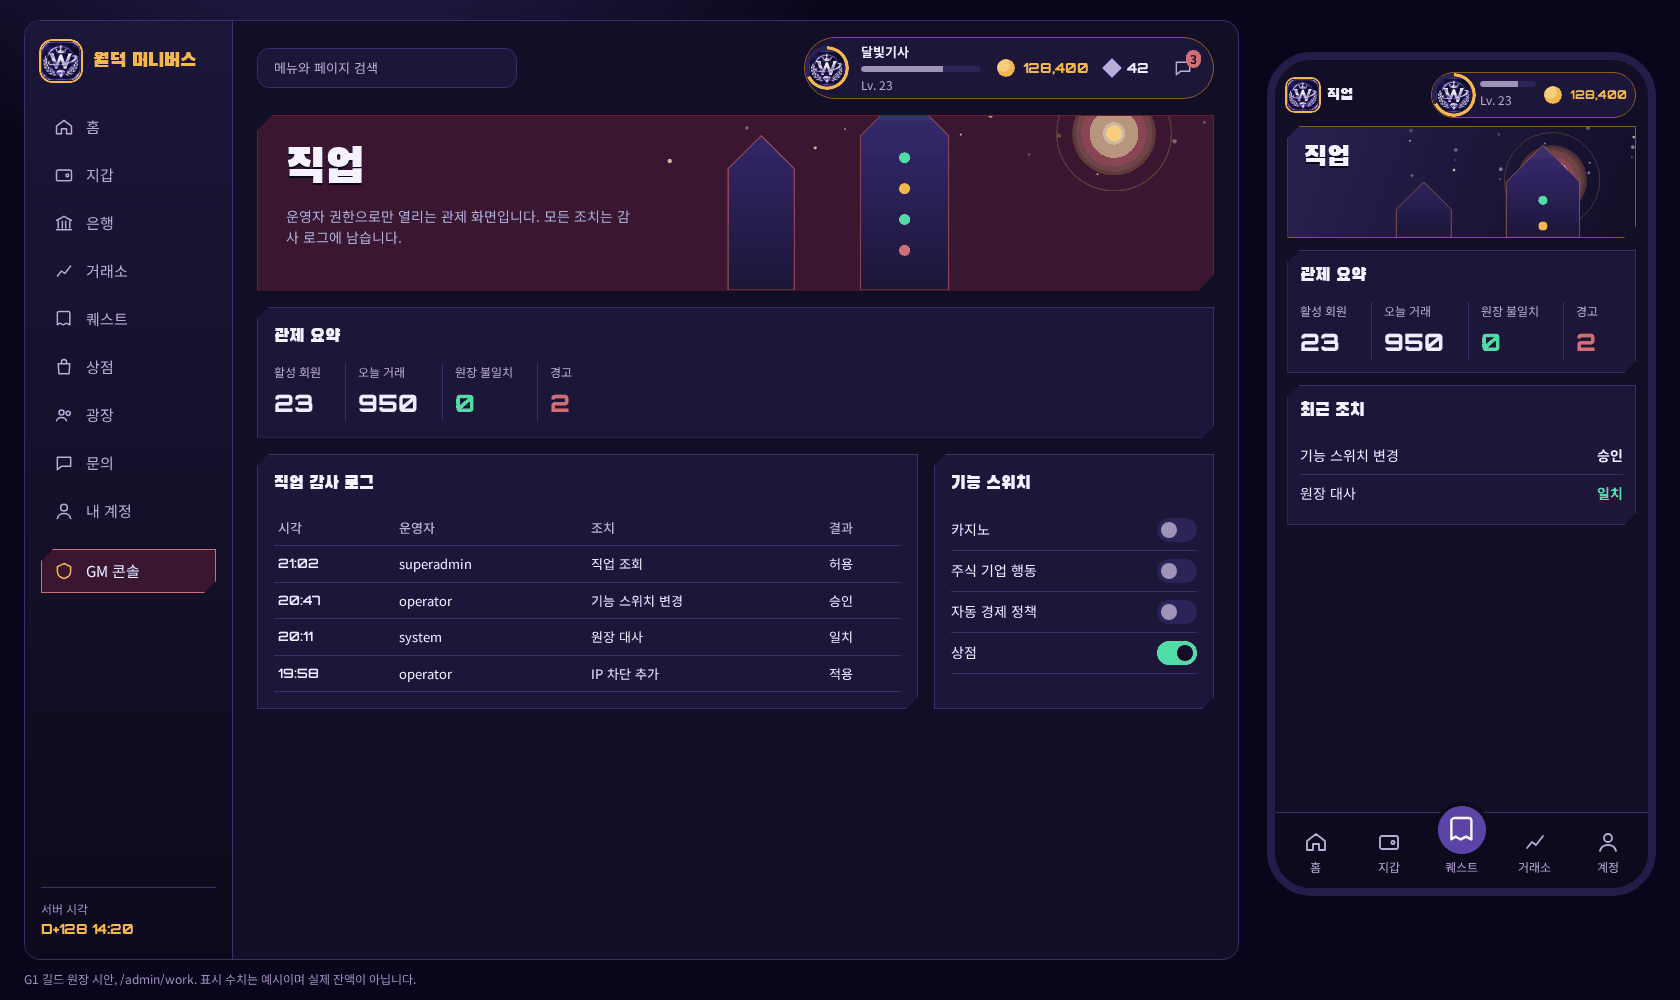 월덕 머니버스
홈
지갑
은행
거래소
퀘스트
상점
광장
문의
내 계정
GM 콘솔
서버 시각
D+128 14:20
메뉴와 페이지 검색
달빛기사
Lv. 23
128,400
42
3
직업
운영자 권한으로만 열리는 관제 화면입니다. 모든 조치는 감
사 로그에 남습니다.
관제 요약
활성 회원 오늘 거래 원장 불일치 경고
23 950 0 2
직업 감사 로그
시각 운영자 조치 결과
21:02 superadmin 직업 조회 허용
20:47 operator 기능 스위치 변경 승인
20:11 system 원장 대사 일치
19:58 operator IP 차단 추가 적용
기능 스위치
카지노
주식 기업 행동
자동 경제 정책
상점
W 직업
Lv. 23
128,400
직업
관제 요약
활성 회원 오늘 거래 원장 불일치 경고
23 950 0 2
최근 조치
기능 스위치 변경 승인
원장 대사 일치
홈 지갑 퀘스트 거래소 계정
G1 길드 원장 시안, /admin/work. 표시 수치는 예시이며 실제 잔액이 아닙니다.